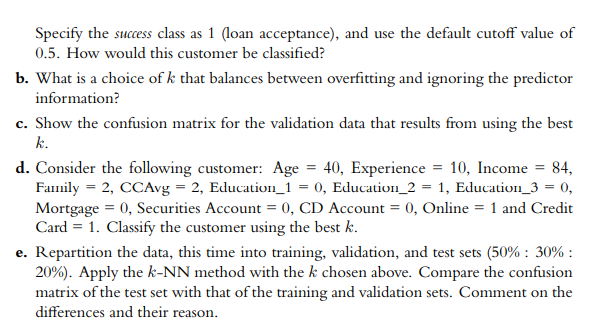 Specify the success class as 1 (loan acceptance), and use the default cutoff value of
0.5. How would this customer be classified?
b. What is a choice of k that balances between overfitting and ignoring the predictor
information?
c. Show the confusion matrix for the validation data that results from using the best
k.
d. Consider the following customer: Age = 40, Experience = 10, Income = 84,
Family = 2, CCAvg = 2, Education_1 = 0, Education_2 = 1, Education_3 = 0,
Mortgage = 0, Securities Account = 0, CD Account = 0, Online = 1 and Credit
Card = 1. Classify the customer using the best k.
e. Repartition the data, this time into training, validation, and test sets (50% : 30% :
20%). Apply the k-NN method with the k chosen above. Compare the confusion
matrix of the test set with that of the training and validation sets. Comment on the
differences and their reason.